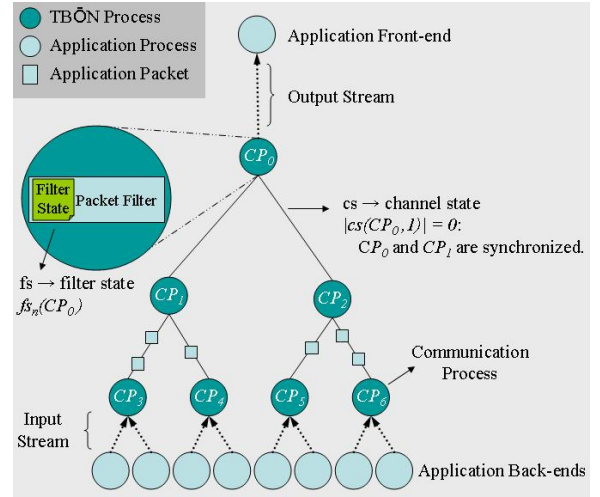 TBŌN Process
Application Process
Application Packet
Application Front-end
Output Stream
CP0
Filter
State
Packet Filter
cs → channel state
|cs(CP0,1)| = 0:
CP0 and CP1 are synchronized.
fs → filter state
fsn(CP0)
CP1
CP2
Communication
Process
CP3
CP4
CP5
CP6
Input
Stream
Application Back-ends